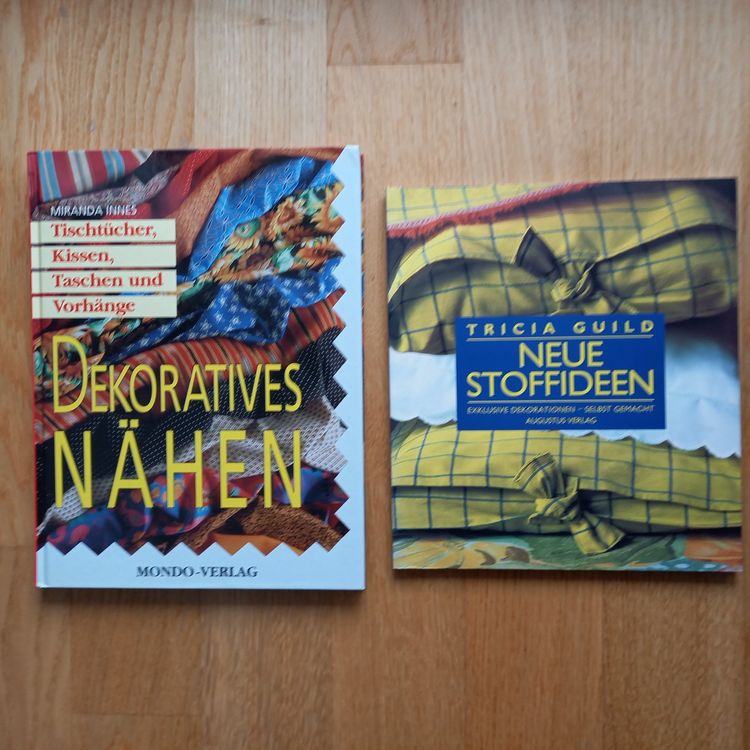 MIRANDA INNES
Tischtücher,
Kissen,
Taschen und
Vorhänge
DEKORATIVES
NÄHEN
MONDO-VERLAG
TRICIA GUILD
NEUE
STOFFIDEEN
EXKLUSIVE DEKORATIONEN – SELBST GEMACHT
AUGUSTUS VERLAG